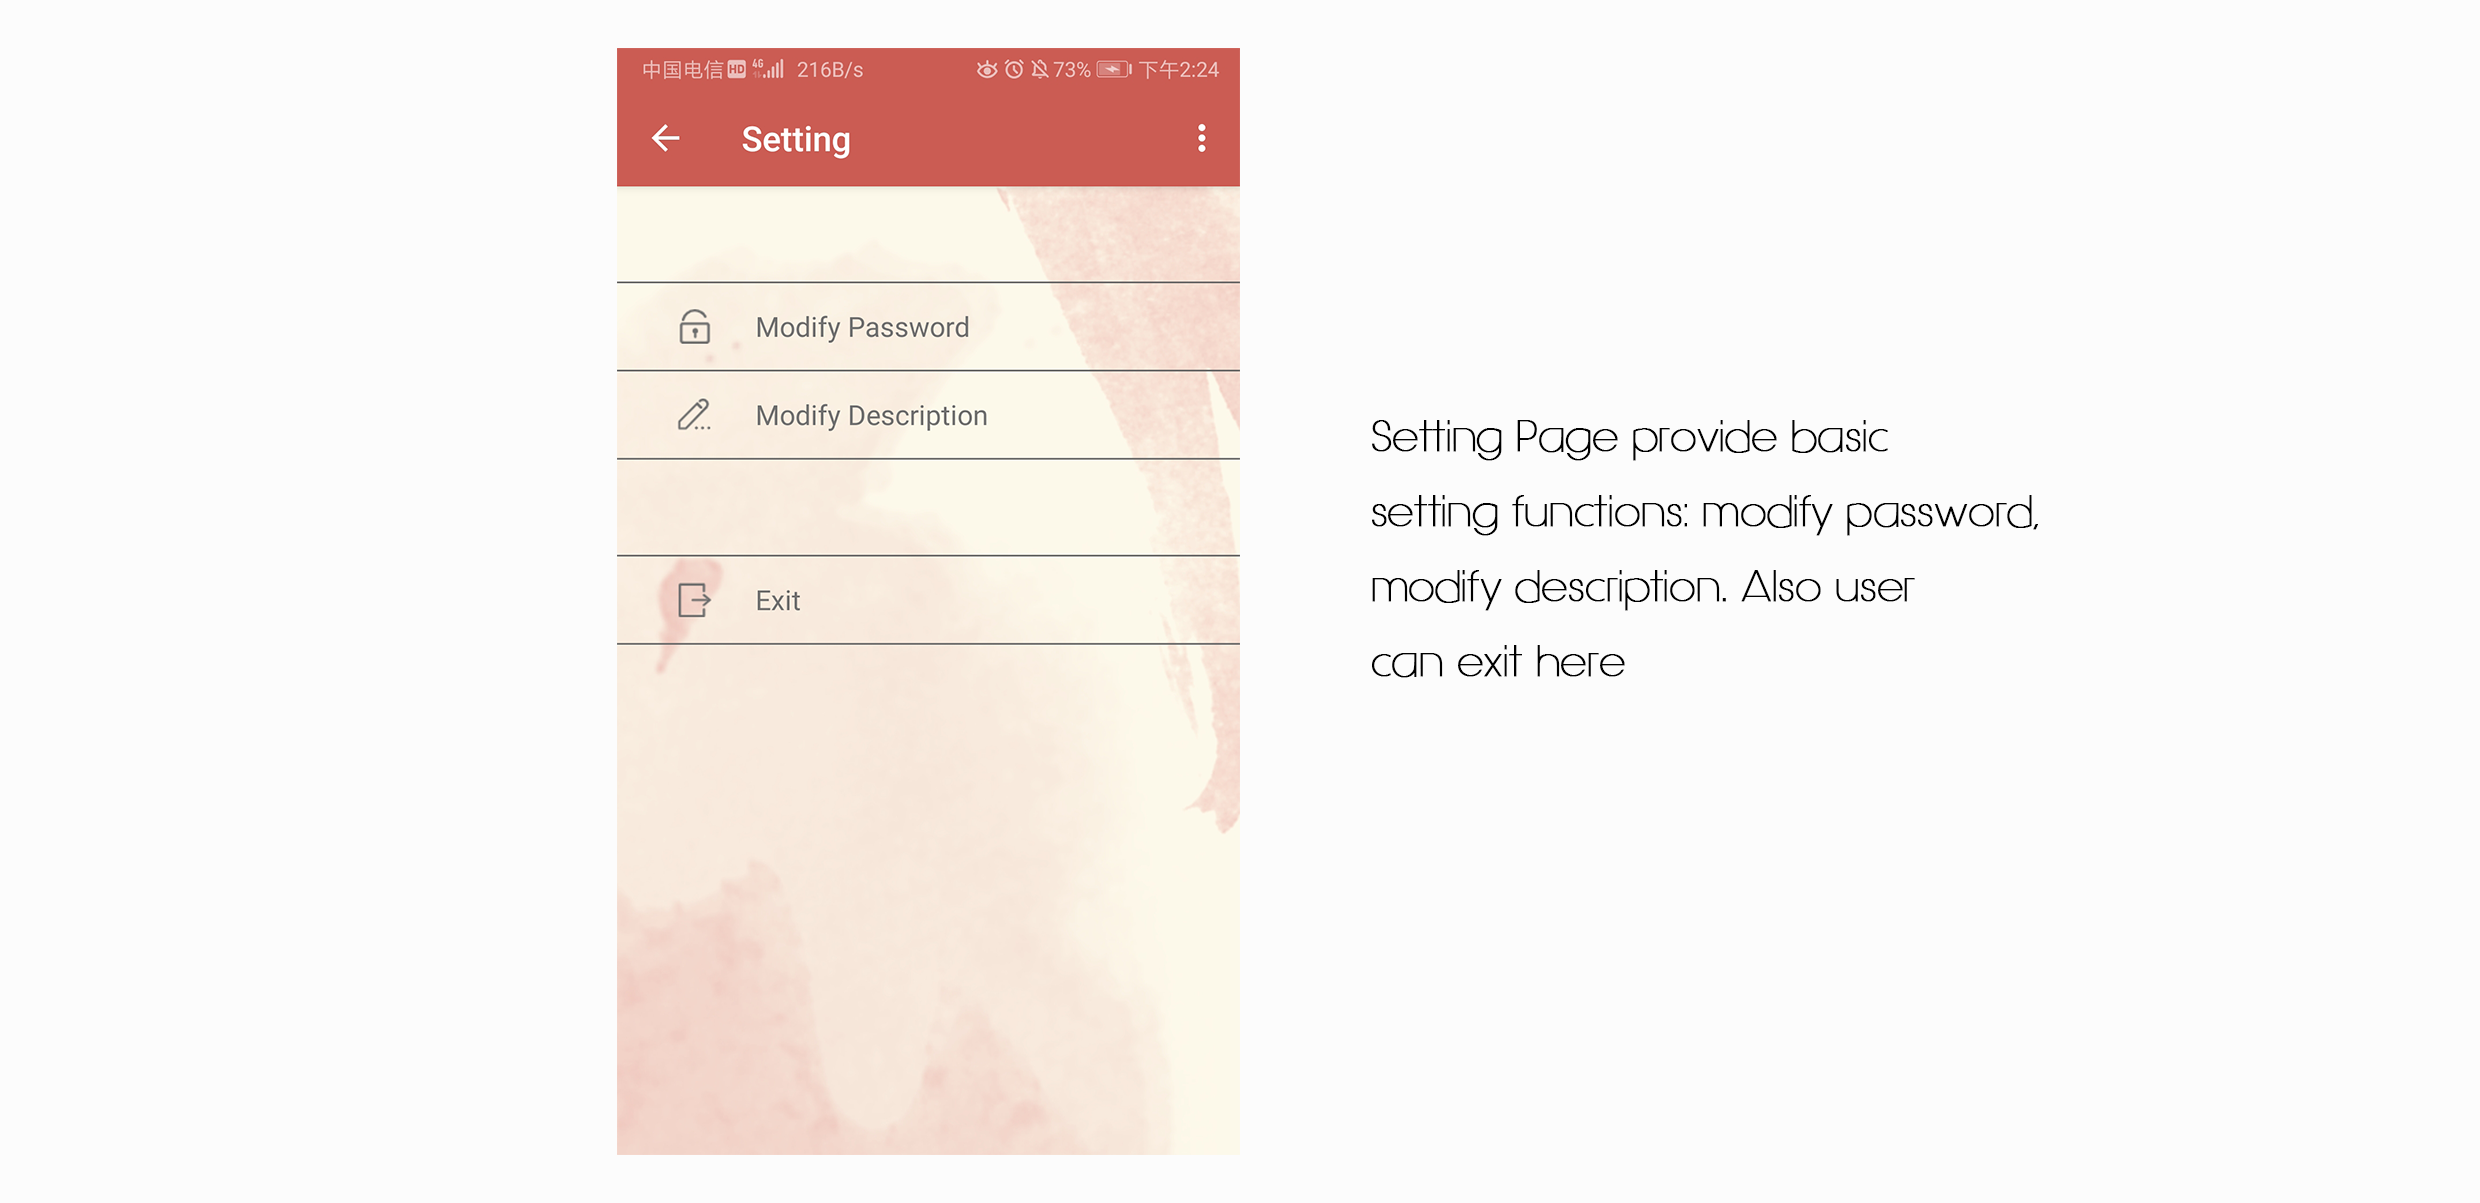 中国电信 HD 4G 216B/s 73% 下午2:24
Setting
Modify Password
Modify Description
Exit
Setting Page provide basic
setting functions: modify password,
modify description. Also user
can exit here